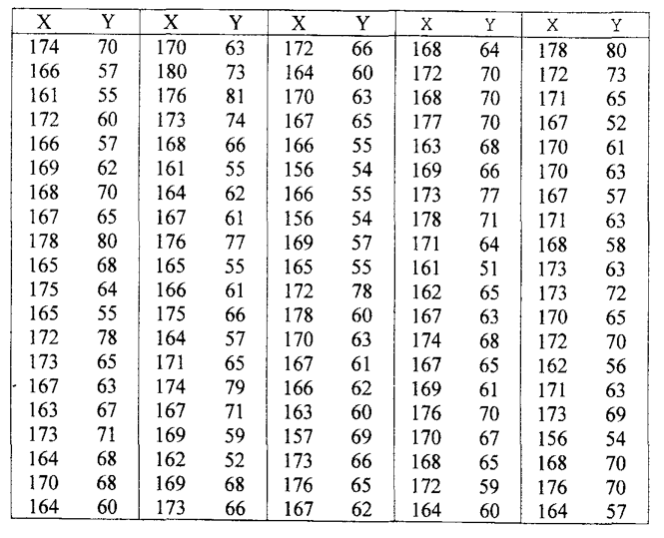 X Y X Y X Y X Y X Y
174 70 170 63 172 66 168 64 178 80
166 57 180 73 164 60 172 70 172 73
161 55 176 81 170 63 168 70 171 65
172 60 173 74 167 65 177 70 167 52
166 57 168 66 166 55 163 68 170 61
169 62 161 55 156 54 169 66 170 63
168 70 164 62 166 55 173 77 167 57
167 65 167 61 156 54 178 71 171 63
178 80 176 77 169 57 171 64 168 58
165 68 165 55 165 55 161 51 173 63
175 64 166 61 172 78 162 65 173 72
165 55 175 66 178 60 167 63 170 65
172 78 164 57 170 63 174 68 172 70
173 65 171 65 167 61 167 65 162 56
167 63 174 79 166 62 169 61 171 63
163 67 167 71 163 60 176 70 173 69
173 71 169 59 157 69 170 67 156 54
164 68 162 52 173 66 168 65 168 70
170 68 169 68 176 65 172 59 176 70
164 60 173 66 167 62 164 60 164 57